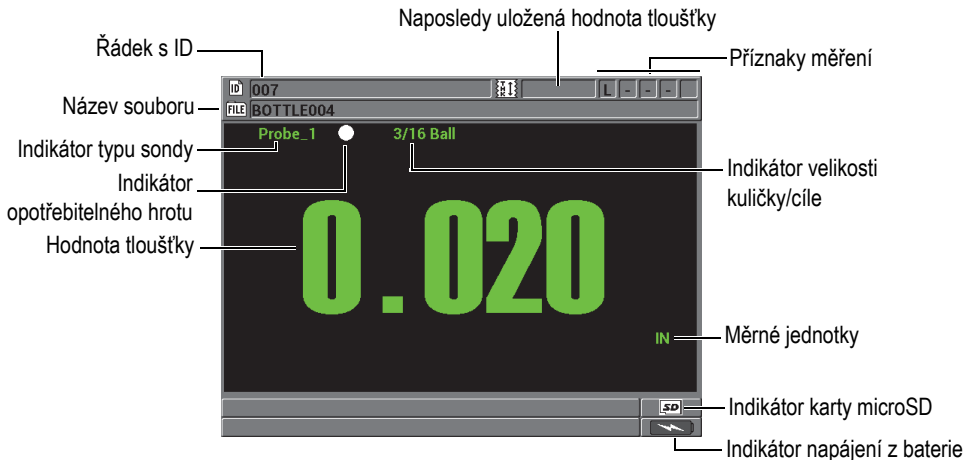 Naposledy uložená hodnota tloušťky
Řádek s ID
Příznaky měření
ID 007 L - - -
Název souboru
FILE BOTTLE004
Probe_1 3/16 Ball
Indikátor typu sondy
Indikátor
opotřebitelného hrotu
Indikátor velikosti
kuličky/cíle
Hodnota tloušťky
0.020
IN
Měrné jednotky
SD
Indikátor karty microSD
Indikátor napájení z baterie